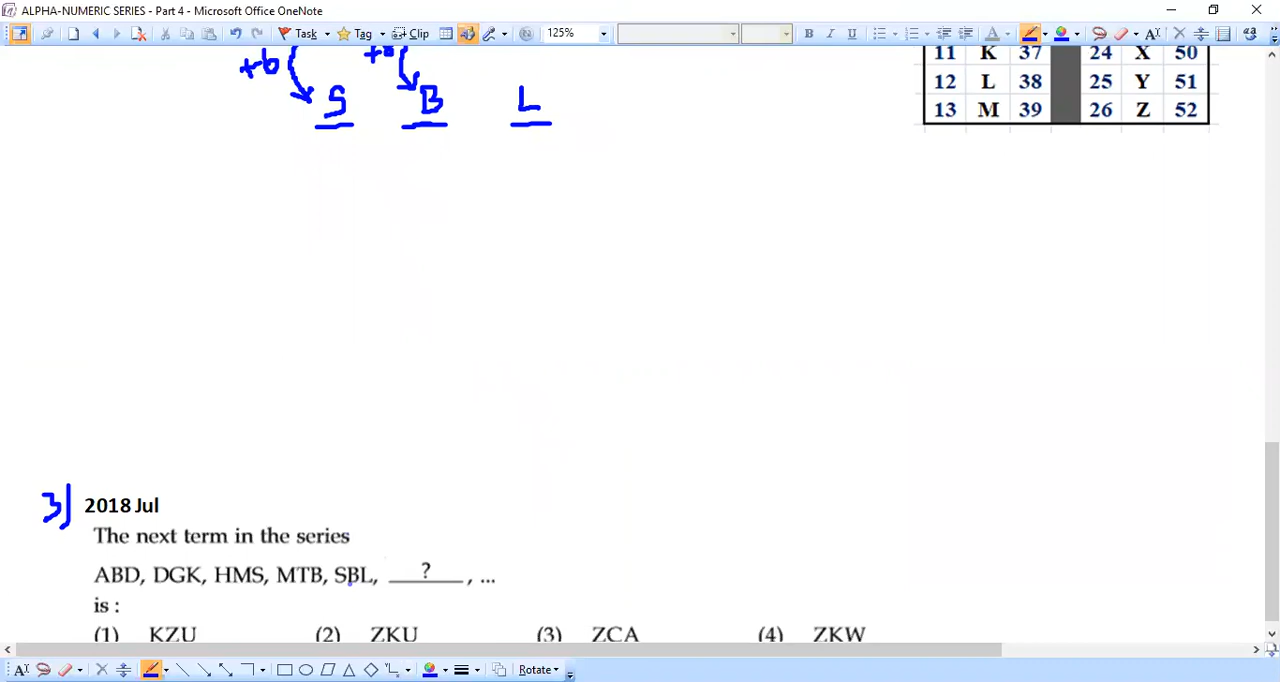 ALPHA-NUMERIC SERIES - Part 4 - Microsoft Office OneNote
Task Tag Clip 125% B I U A
11 K 37 24 X 50
+6
12 L 38 25 Y 51
S B L
13 M 39 26 Z 52
3) 2018 Jul
The next term in the series
ABD, DGK, HMS, MTB, SBL, ? , ...
is :
(1) KZU (2) ZKU (3) ZCA (4) ZKW
Rotate